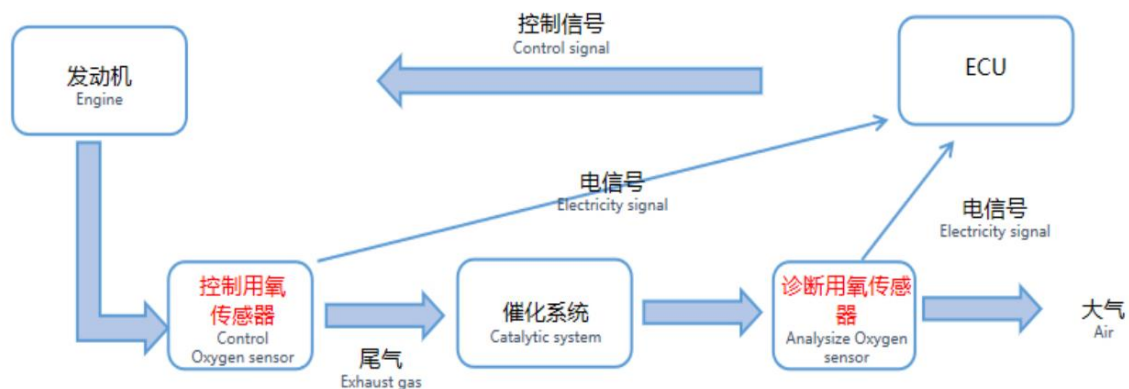 控制信号
Control signal
发动机
Engine
ECU
电信号
Electricity signal
电信号
Electricity signal
控制用氧
传感器
Control
Oxygen sensor
尾气
Exhaust gas
催化系统
Catalytic system
诊断用氧传感
器
Analysize Oxygen
sensor
大气
Air